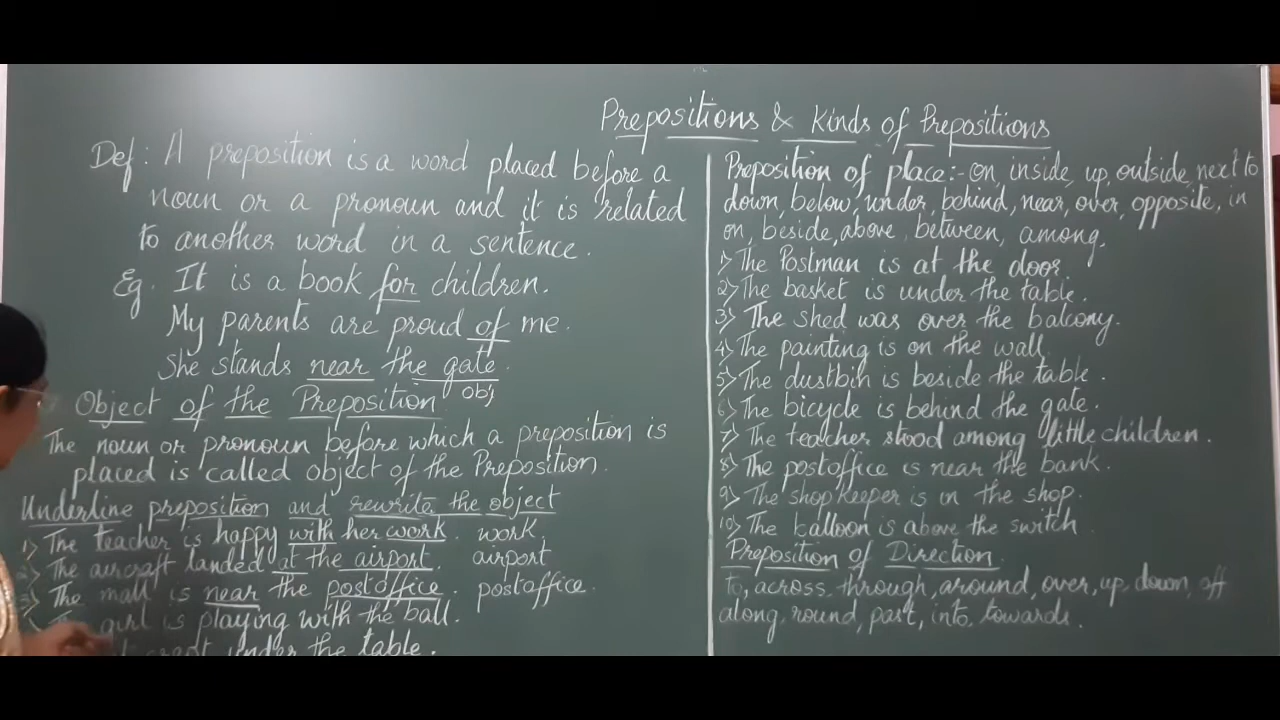 Prepositions & Kinds of Prepositions
Def: A preposition is a word placed before a
noun or a pronoun and it is related
to another word in a sentence.
Eg. It is a book for children.
My parents are proud of me.
She stands near the gate.
obj
Object of the Preposition
The noun or pronoun before which a preposition is
placed is called object of the Preposition.
Underline preposition and rewrite the object
1) The teacher is happy with her work. work,
2) The aircraft landed at the airport. airport
3) The mall is near the postoffice. postoffice.
The girl is playing with the ball.
crept under the table.
Preposition of place:- On, inside, up, outside, next to
down, below, under, behind, near, over, opposite, in
on, beside, above, between, among,
1) The Postman is at the door.
2) The basket is under the table.
3) The shed was over the balcony.
4) The painting is on the wall
5) The dustbin is beside the table.
6) The bicycle is behind the gate.
7) The teacher stood among little children.
8) The postoffice is near the bank.
9) The shopkeeper is in the shop.
10) The balloon is above the switch
Preposition of Direction
to, across, through, around, over, up, down, off
along, round, past, into, towards.